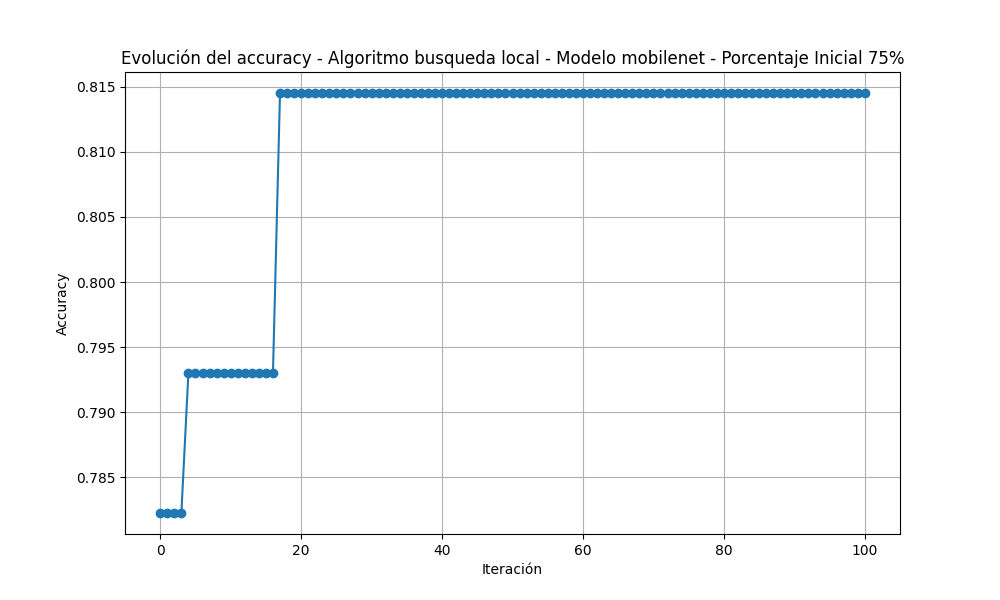 Evolución del accuracy - Algoritmo busqueda local - Modelo mobilenet - Porcentaje Inicial 75%
0.815
0.810
0.805
0.800
0.795
0.790
0.785
Accuracy
0 20 40 60 80 100
Iteración